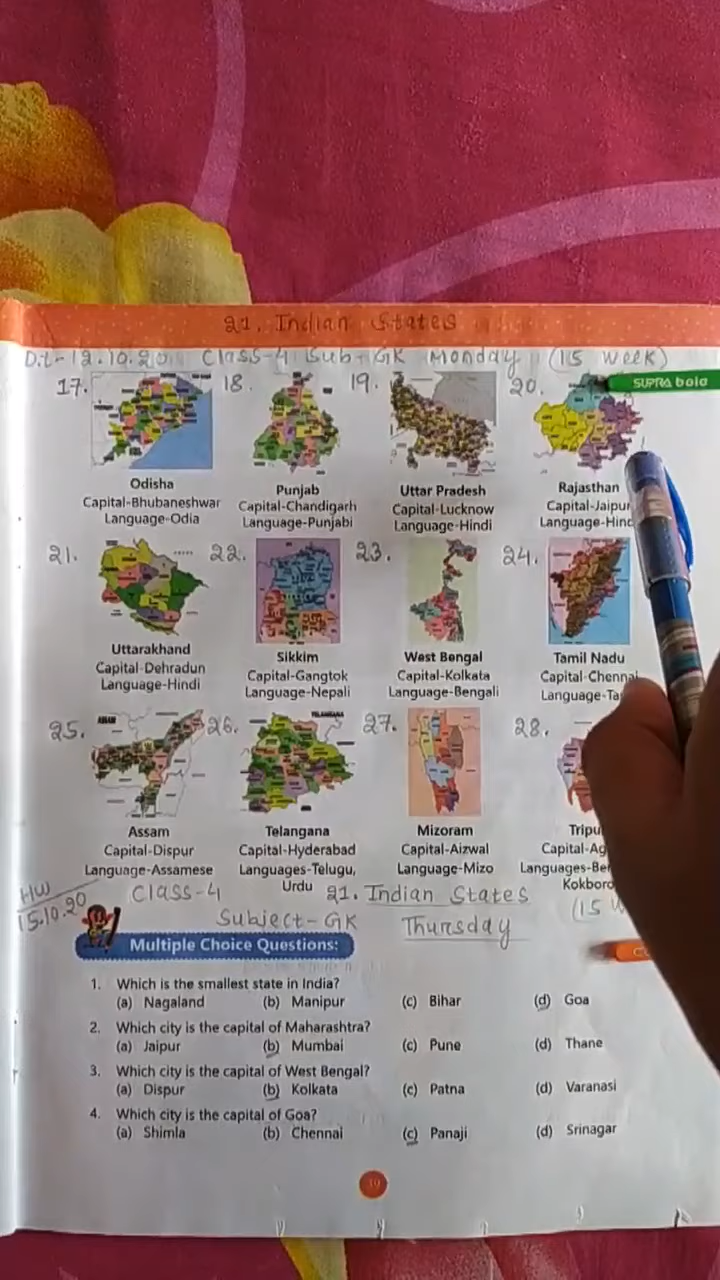 21. Indian States
Dt-12.10.20 Class-4 Sub-GK Monday (15 week)
17. 18. 19. 20.
SUPRA bold
Odisha
Capital-Bhubaneshwar
Language-Odia
Punjab
Capital-Chandigarh
Language-Punjabi
Uttar Pradesh
Capital-Lucknow
Language-Hindi
Rajasthan
Capital-Jaipur
21. 22. 23. 24.
Uttarakhand
Capital-Dehradun
Language-Hindi
Sikkim
Capital-Gangtok
Language-Nepali
West Bengal
Capital-Kolkata
Language-Bengali
Tamil Nadu
25. 26. 27. 28.
ASSAM
TELANGANA
Assam
Capital-Dispur
Language-Assamese
Telangana
Capital-Hyderabad
Languages-Telugu,
Urdu
Mizoram
Capital-Aizwal
Language-Mizo
HW
15.10.20
Class-4 21. Indian States
Subject-GK Thursday (15
Multiple Choice Questions:
1. Which is the smallest state in India?
(a) Nagaland (b) Manipur (c) Bihar (d) Goa
2. Which city is the capital of Maharashtra?
(a) Jaipur (b) Mumbai (c) Pune (d) Thane
3. Which city is the capital of West Bengal?
(a) Dispur (b) Kolkata (c) Patna (d) Varanasi
4. Which city is the capital of Goa?
(a) Shimla (b) Chennai (c) Panaji (d) Srinagar